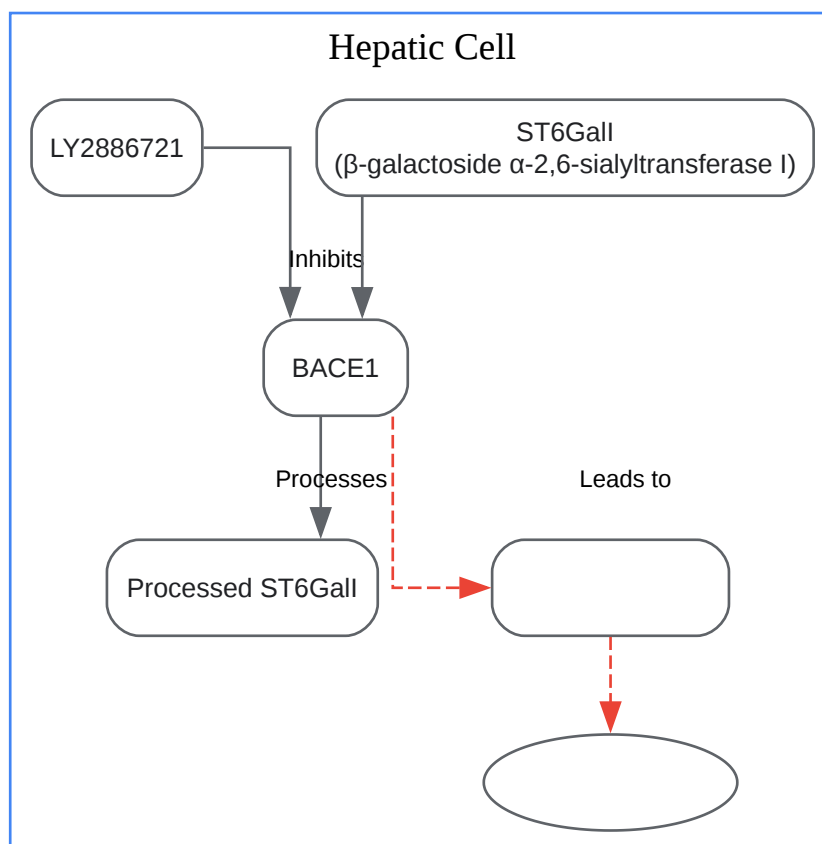 Hepatic Cell
LY2886721
ST6GalI
(β-galactoside α-2,6-sialyltransferase I)
Inhibits
BACE1
Processes
Leads to
Processed ST6GalI